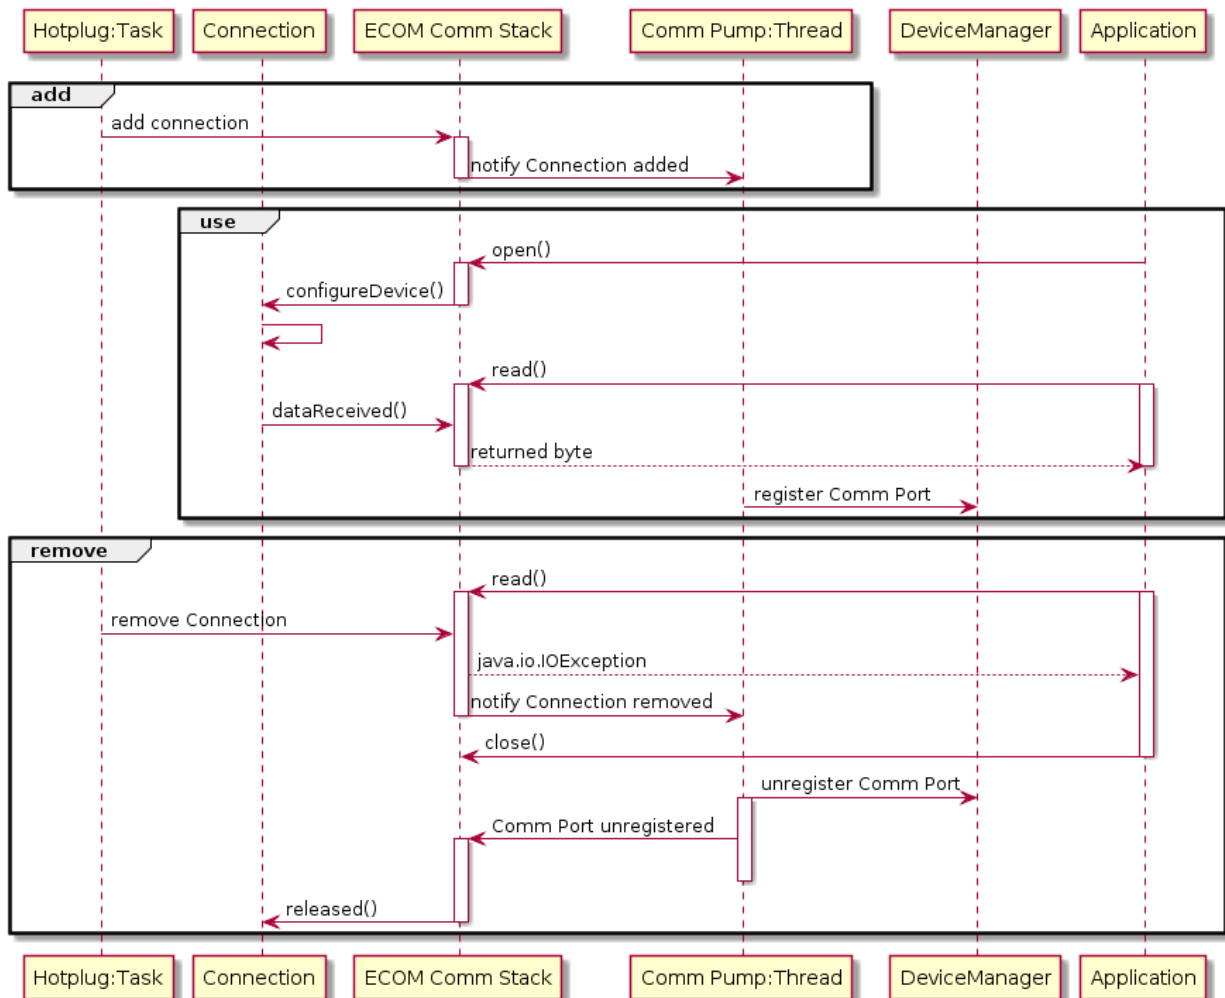 Hotplug:Task Connection ECOM Comm Stack Comm Pump:Thread DeviceManager Application
add
add connection
notify Connection added
use
open()
configureDevice()
read()
dataReceived()
returned byte
register Comm Port
remove
read()
remove Connection
java.io.IOException
notify Connection removed
close()
unregister Comm Port
Comm Port unregistered
released()
Hotplug:Task Connection ECOM Comm Stack Comm Pump:Thread DeviceManager Application